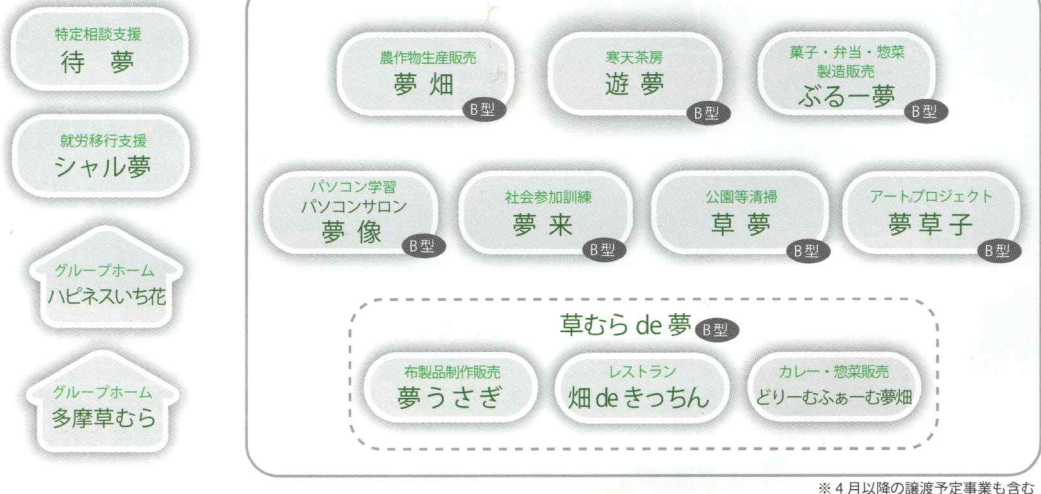 特定相談支援
待 夢
就労移行支援
シャル夢
グループホーム
ハピネスいち花
グループホーム
多摩草むら
農作物生産販売
夢 畑
B型
寒天茶房
遊 夢
B型
菓子・弁当・惣菜
製造販売
ぶるー夢
B型
パソコン学習
パソコンサロン
夢 像
B型
社会参加訓練
夢 来
B型
公園等清掃
草 夢
B型
アートプロジェクト
夢草子
B型
草むら de 夢 B型
布製品制作販売
夢うさぎ
レストラン
畑 de きっちん
カレー・惣菜販売
どりーむふぁーむ夢畑
※ 4 月以降の譲渡予定事業も含む